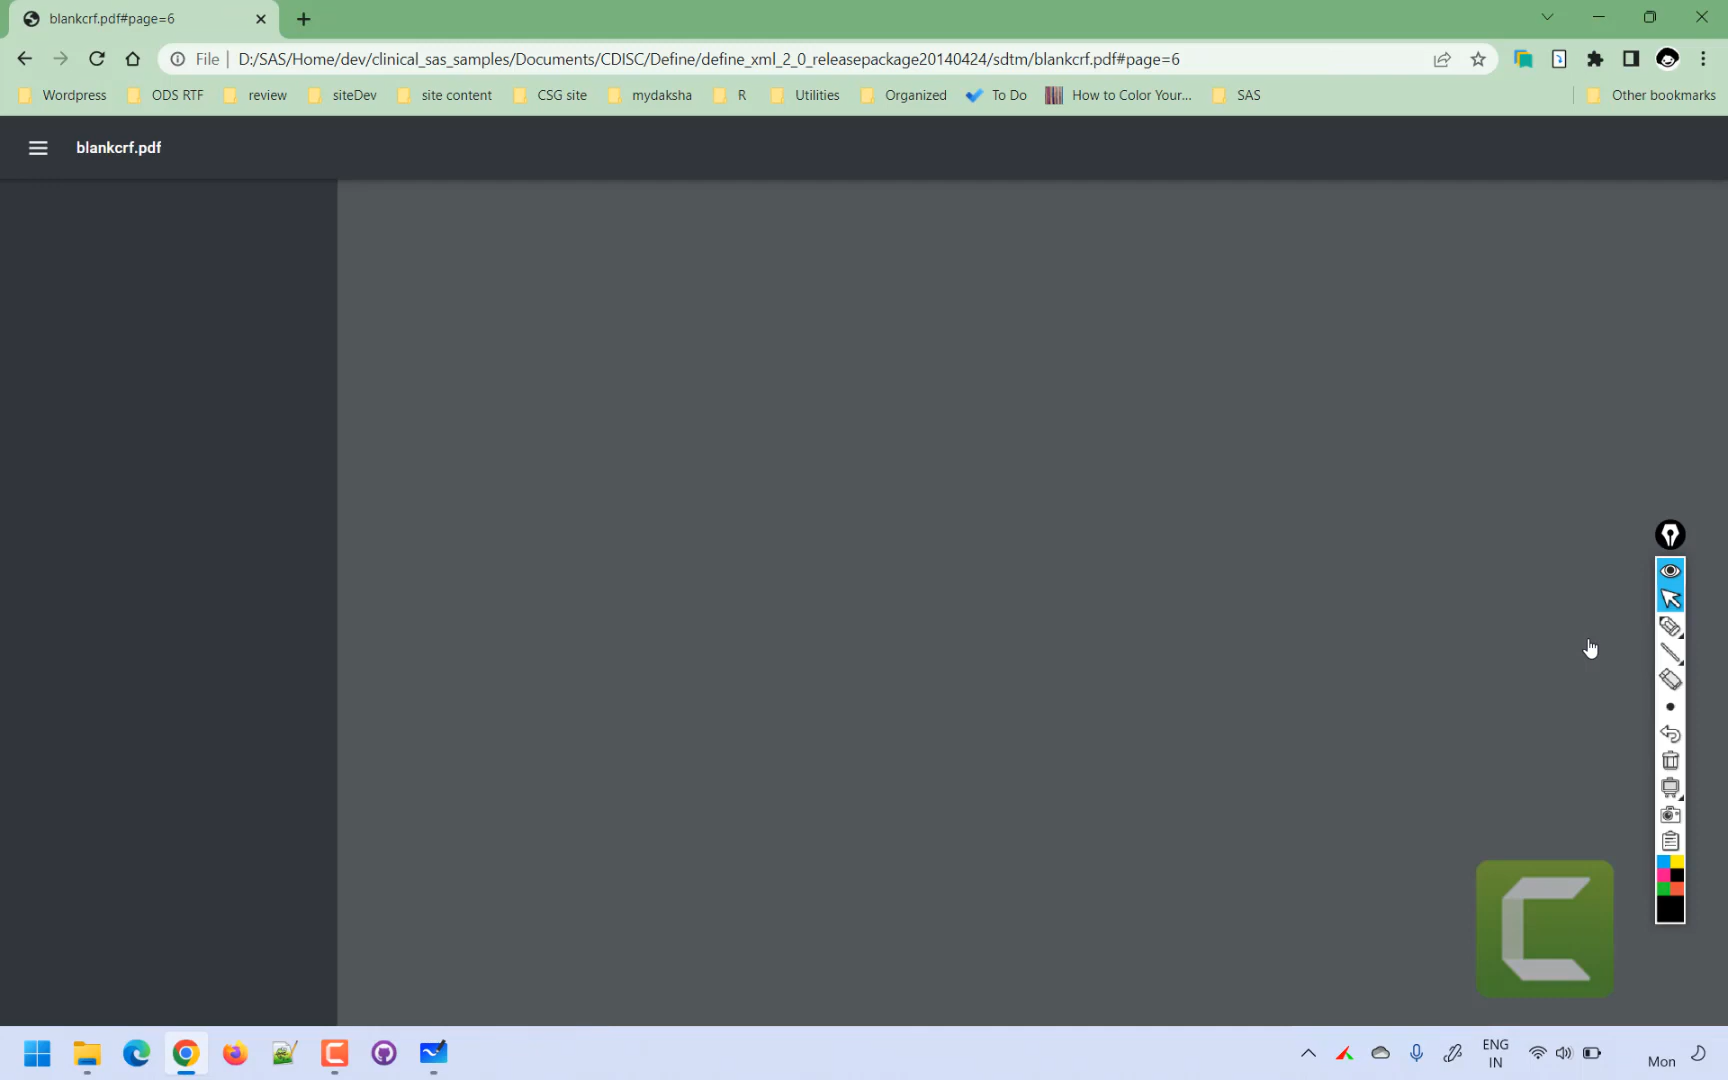 blankcrf.pdf#page=6
File D:/SAS/Home/dev/clinical_sas_samples/Documents/CDISC/Define/define_xml_2_0_releasepackage20140424/sdtm/blankcrf.pdf#page=6
Wordpress ODS RTF review siteDev site content CSG site mydaksha R Utilities Organized To Do How to Color Your... SAS Other bookmarks
blankcrf.pdf
ENG
IN
Mon